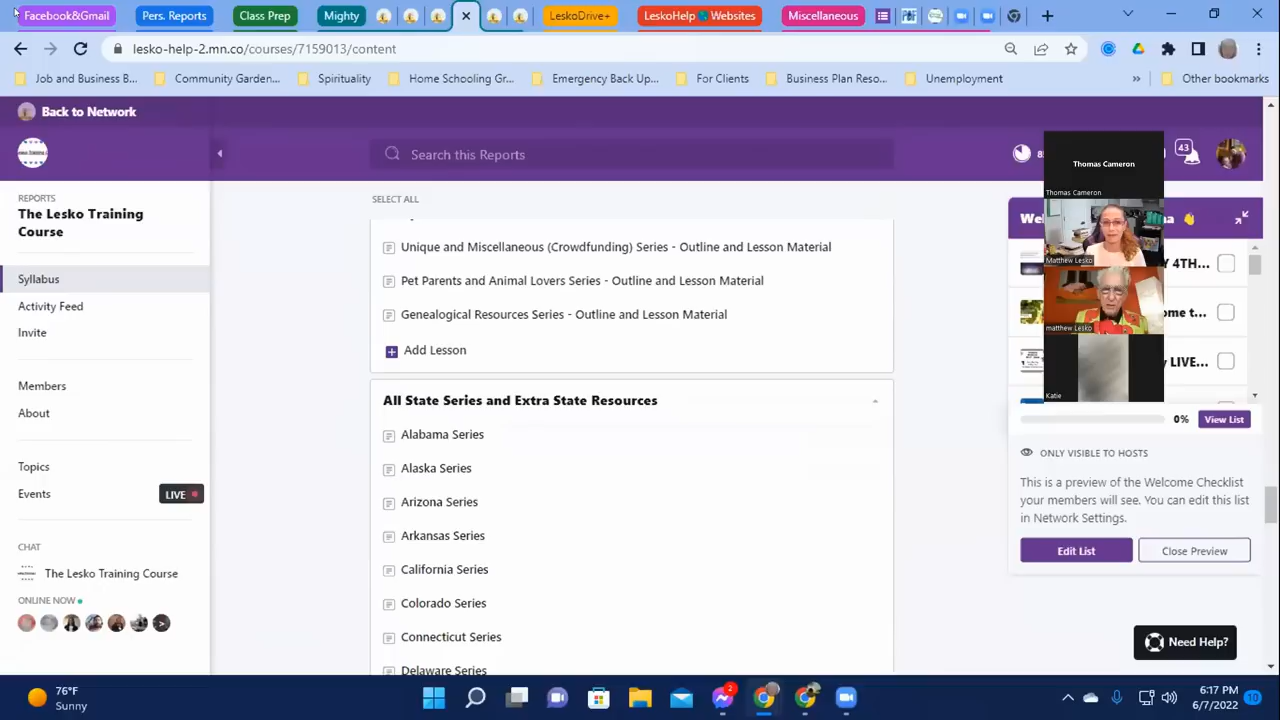 Facebook&Gmail Pers. Reports Class Prep Mighty LeskoDrive+ LeskoHelp Websites Miscellaneous
lesko-help-2.mn.co/courses/7159013/content
Job and Business B... Community Garden... Spirituality Home Schooling Gr... Emergency Back Up... For Clients Business Plan Reso... Unemployment » Other bookmarks
Back to Network
Search this Reports
43
REPORTS
The Lesko Training
Course
Syllabus
Activity Feed
Invite
Members
About
Topics
Events LIVE
CHAT
The Lesko Training Course
ONLINE NOW
SELECT ALL
Unique and Miscellaneous (Crowdfunding) Series - Outline and Lesson Material
Pet Parents and Animal Lovers Series - Outline and Lesson Material
Genealogical Resources Series - Outline and Lesson Material
Add Lesson
All State Series and Extra State Resources
Alabama Series
Alaska Series
Arizona Series
Arkansas Series
California Series
Colorado Series
Connecticut Series
Delaware Series
Thomas Cameron
Thomas Cameron
Matthew Lesko
matthew Lesko
Katie
Y 4TH...
ome t...
y LIVE...
0% View List
ONLY VISIBLE TO HOSTS
This is a preview of the Welcome Checklist
your members will see. You can edit this list
in Network Settings.
Edit List Close Preview
Need Help?
76°F
Sunny
2
6:17 PM
6/7/2022
10